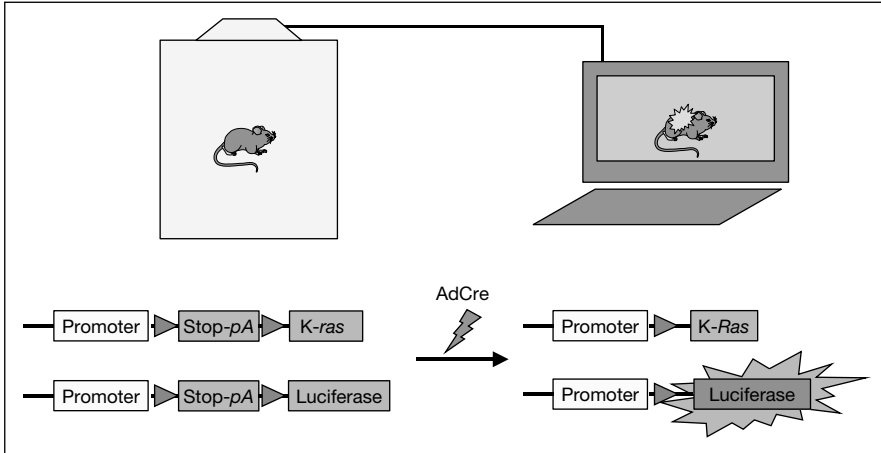 AdCre
Promoter Stop-pA K-ras Promoter K-Ras
Promoter Stop-pA Luciferase Promoter Luciferase